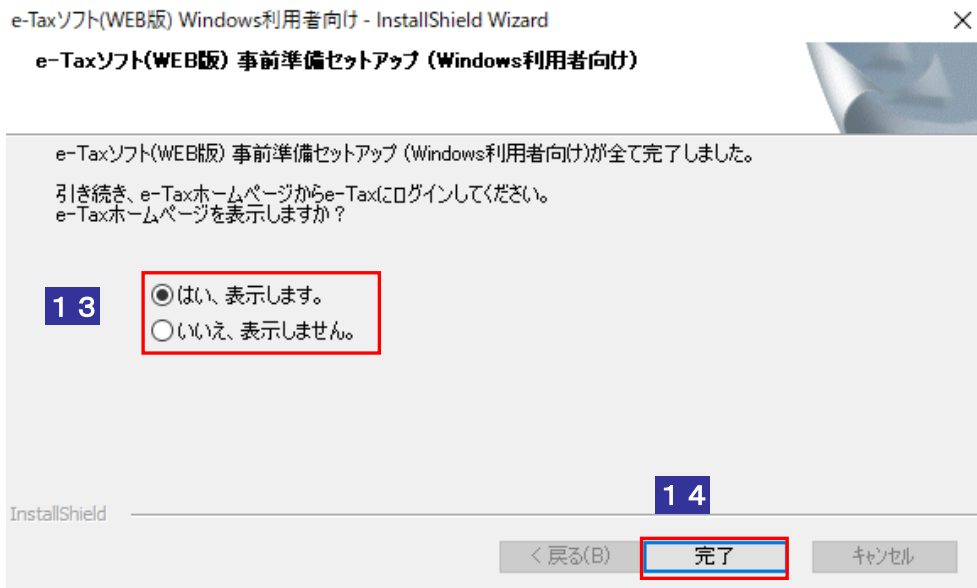 e-Taxソフト(WEB版) Windows利用者向け - InstallShield Wizard
e-Taxソフト(WEB版) 事前準備セットアップ (Windows利用者向け)
e-Taxソフト(WEB版) 事前準備セットアップ (Windows利用者向け)が全て完了しました。
引き続き、e-Taxホームページからe-Taxにログインしてください。
e-Taxホームページを表示しますか？
１３
はい、表示します。
いいえ、表示しません。
１４
InstallShield
< 戻る(B)
完了
キャンセル